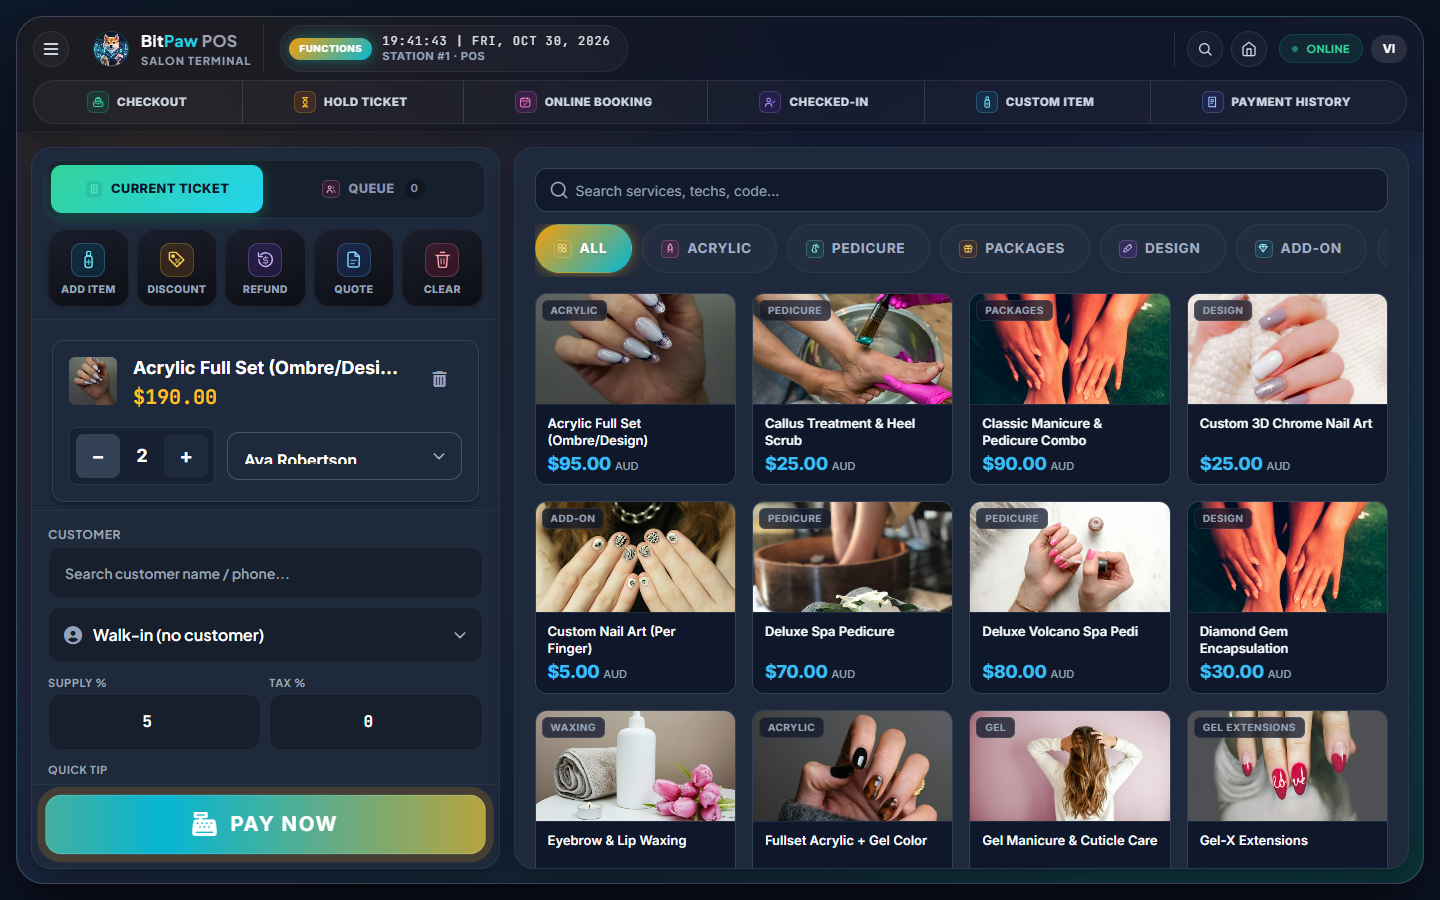 BitPaw POS
SALON TERMINAL
FUNCTIONS
19:41:43 | FRI, OCT 30, 2026
STATION #1 · POS
ONLINE
VI
CHECKOUT
HOLD TICKET
ONLINE BOOKING
CHECKED-IN
CUSTOM ITEM
PAYMENT HISTORY
CURRENT TICKET
QUEUE 0
ADD ITEM
DISCOUNT
REFUND
QUOTE
CLEAR
Acrylic Full Set (Ombre/Desi...
$190.00
− 2 +
Ava Robertson
CUSTOMER
Search customer name / phone...
Walk-in (no customer)
SUPPLY %
TAX %
5
0
QUICK TIP
PAY NOW
Search services, techs, code...
ALL
ACRYLIC
PEDICURE
PACKAGES
DESIGN
ADD-ON
ACRYLIC
Acrylic Full Set
(Ombre/Design)
$95.00 AUD
PEDICURE
Callus Treatment & Heel
Scrub
$25.00 AUD
PACKAGES
Classic Manicure &
Pedicure Combo
$90.00 AUD
DESIGN
Custom 3D Chrome Nail Art
$25.00 AUD
ADD-ON
Custom Nail Art (Per
Finger)
$5.00 AUD
PEDICURE
Deluxe Spa Pedicure
$70.00 AUD
PEDICURE
Deluxe Volcano Spa Pedi
$80.00 AUD
DESIGN
Diamond Gem
Encapsulation
$30.00 AUD
WAXING
Eyebrow & Lip Waxing
ACRYLIC
Fullset Acrylic + Gel Color
GEL
Gel Manicure & Cuticle Care
GEL EXTENSIONS
love
Gel-X Extensions